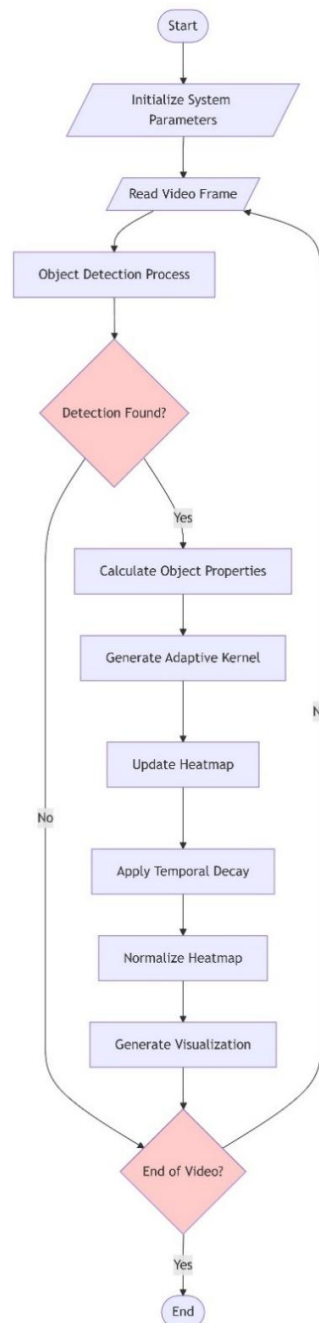 Start
Initialize System
Parameters
Read Video Frame
Object Detection Process
Detection Found?
Yes
Calculate Object Properties
Generate Adaptive Kernel
Update Heatmap
No
Apply Temporal Decay
Normalize Heatmap
Generate Visualization
End of Video?
Yes
End